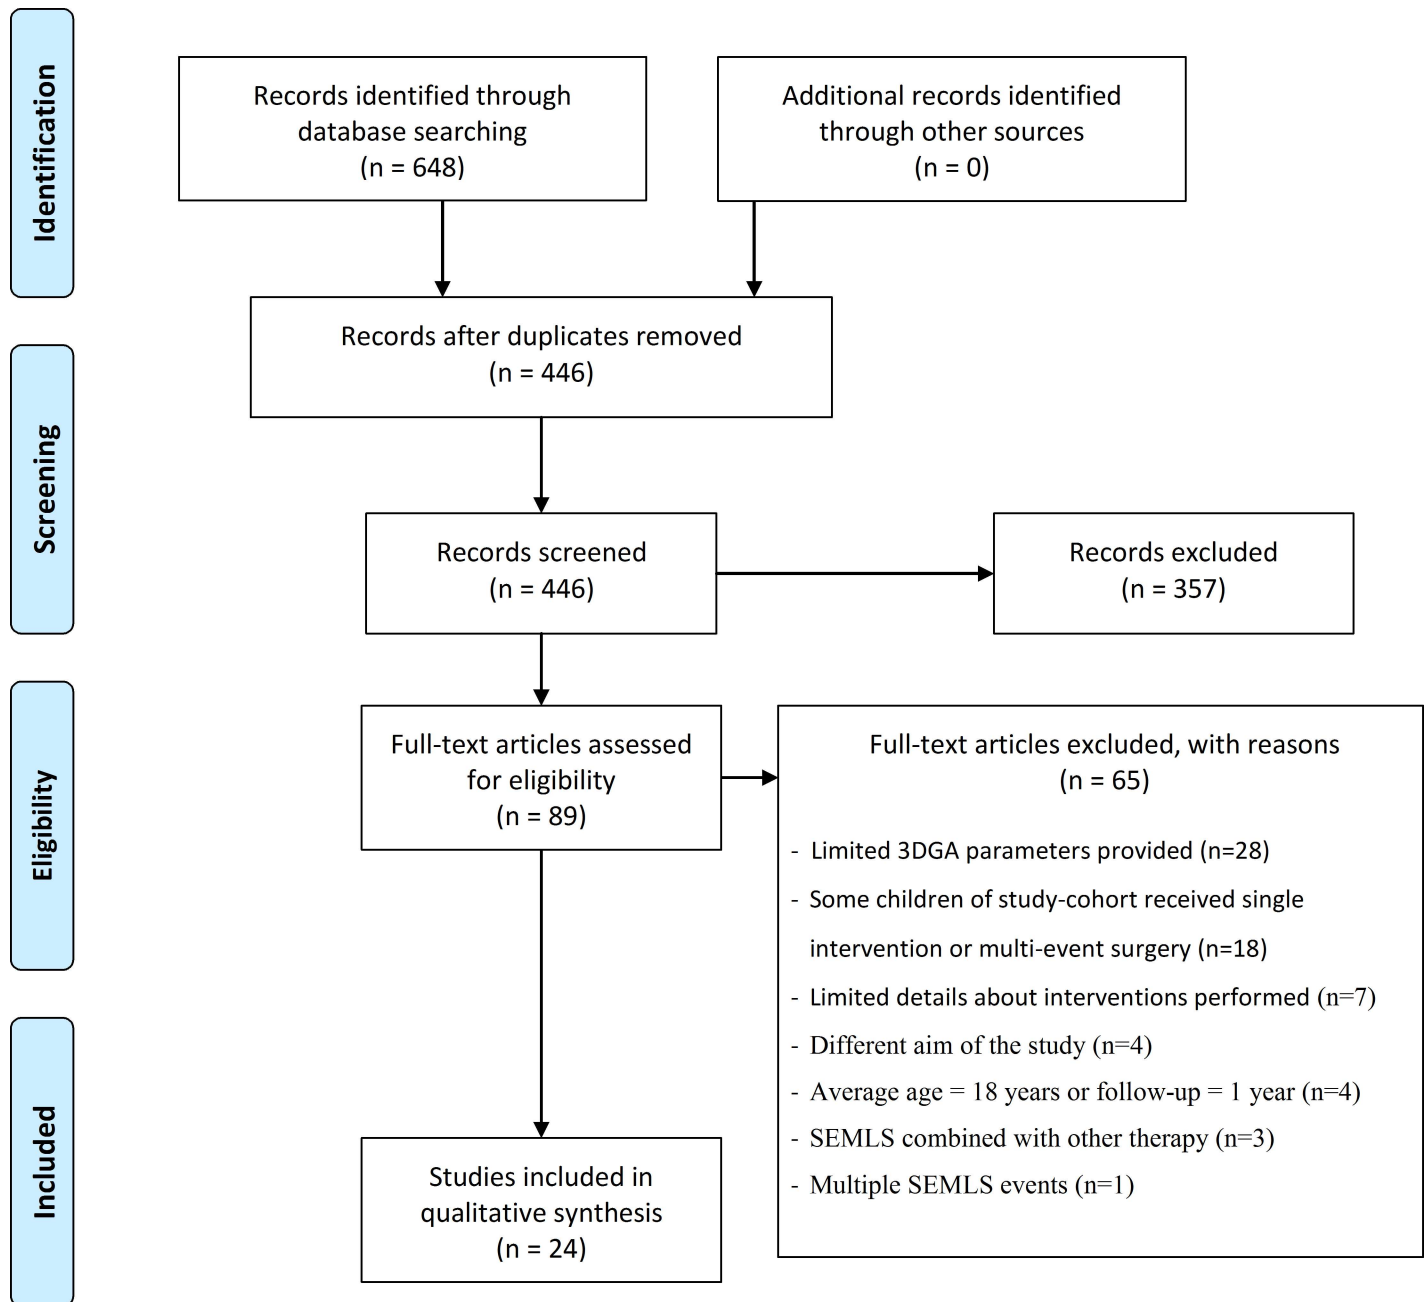 Identification
Records identified through
database searching
(n = 648)
Additional records identified
through other sources
(n = 0)
Records after duplicates removed
(n = 446)
Screening
Records screened
(n = 446)
Records excluded
(n = 357)
Eligibility
Full-text articles assessed
for eligibility
(n = 89)
Full-text articles excluded, with reasons
(n = 65)
- Limited 3DGA parameters provided (n=28)
- Some children of study-cohort received single
intervention or multi-event surgery (n=18)
- Limited details about interventions performed (n=7)
- Different aim of the study (n=4)
- Average age = 18 years or follow-up = 1 year (n=4)
- SEMLS combined with other therapy (n=3)
- Multiple SEMLS events (n=1)
Included
Studies included in
qualitative synthesis
(n = 24)